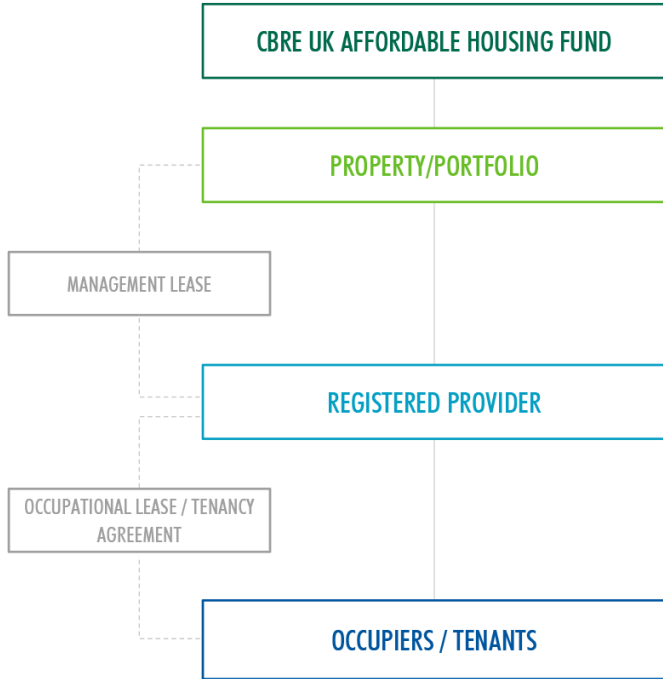 CBRE UK AFFORDABLE HOUSING FUND
PROPERTY/PORTFOLIO
MANAGEMENT LEASE
REGISTERED PROVIDER
OCCUPATIONAL LEASE / TENANCY
AGREEMENT
OCCUPIERS / TENANTS